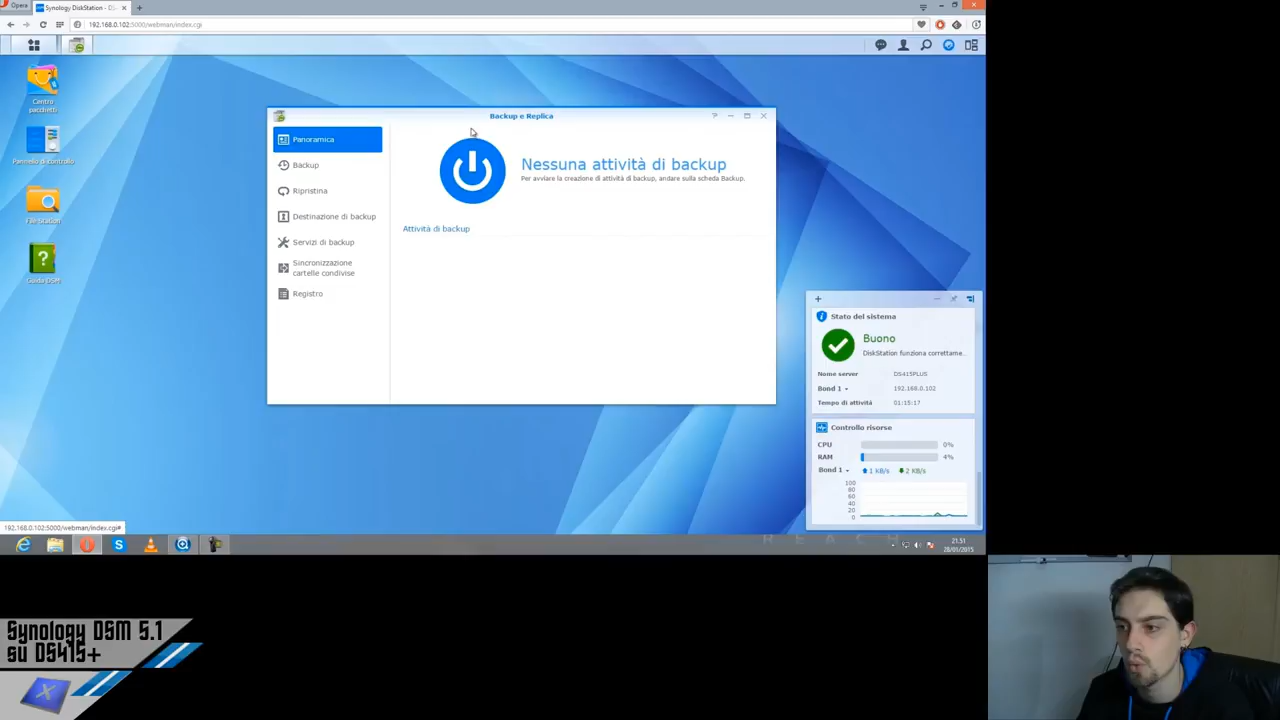 Opera
Synology DiskStation - DS
192.168.0.102:5000/webman/index.cgi
Centro
pacchetti
Pannello di controllo
File Station
Guida DSM
Backup e Replica
Panoramica
Backup
Ripristina
Destinazione di backup
Servizi di backup
Sincronizzazione
cartelle condivise
Registro
Nessuna attività di backup
Per avviare la creazione di attività di backup, andare sulla scheda Backup.
Attività di backup
Stato del sistema
Buono
DiskStation funziona correttame..
Nome server DS415PLUS
Bond 1 192.168.0.102
Tempo di attività 01:15:17
Controllo risorse
CPU 0%
RAM 4%
Bond 1 1 KB/s 2 KB/s
100
80
60
40
20
0
192.168.0.102:5000/webman/index.cgi#
REACH
21.51
28/01/2015
Synology DSM 5.1
su DS415+